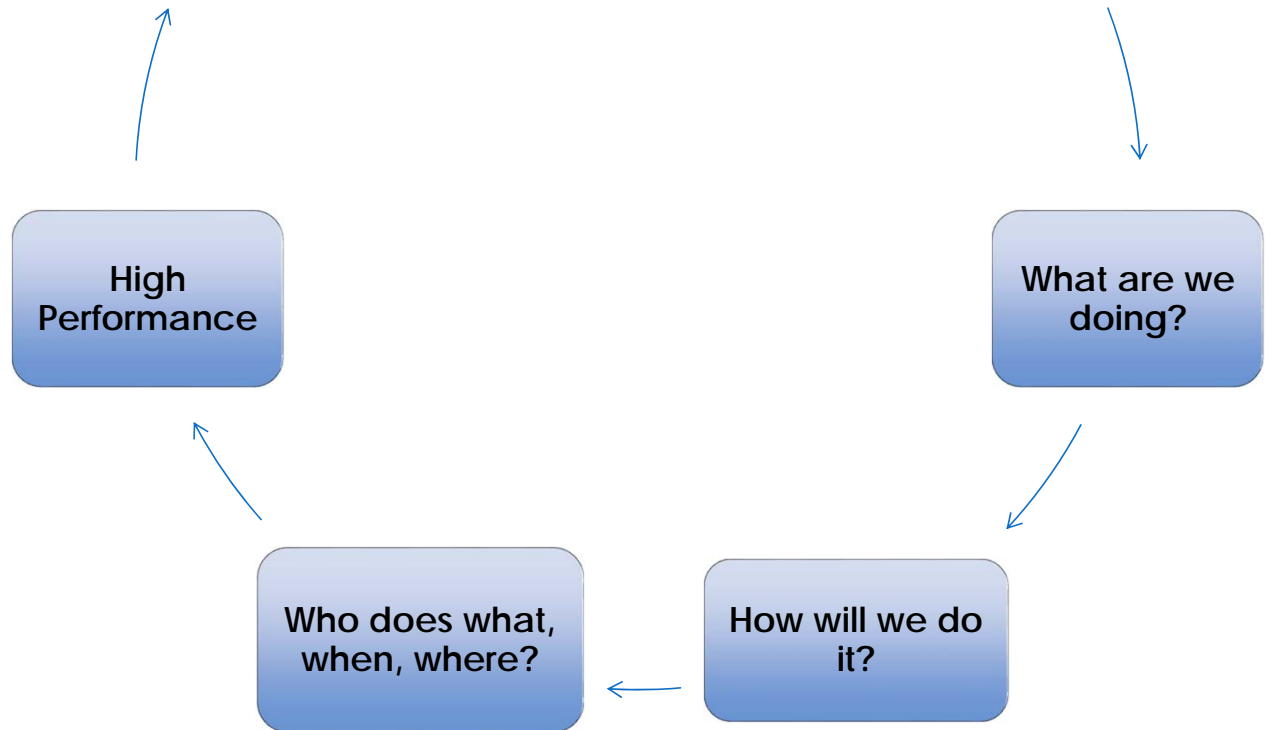 High
Performance
What are we
doing?
Who does what,
when, where?
How will we do
it?